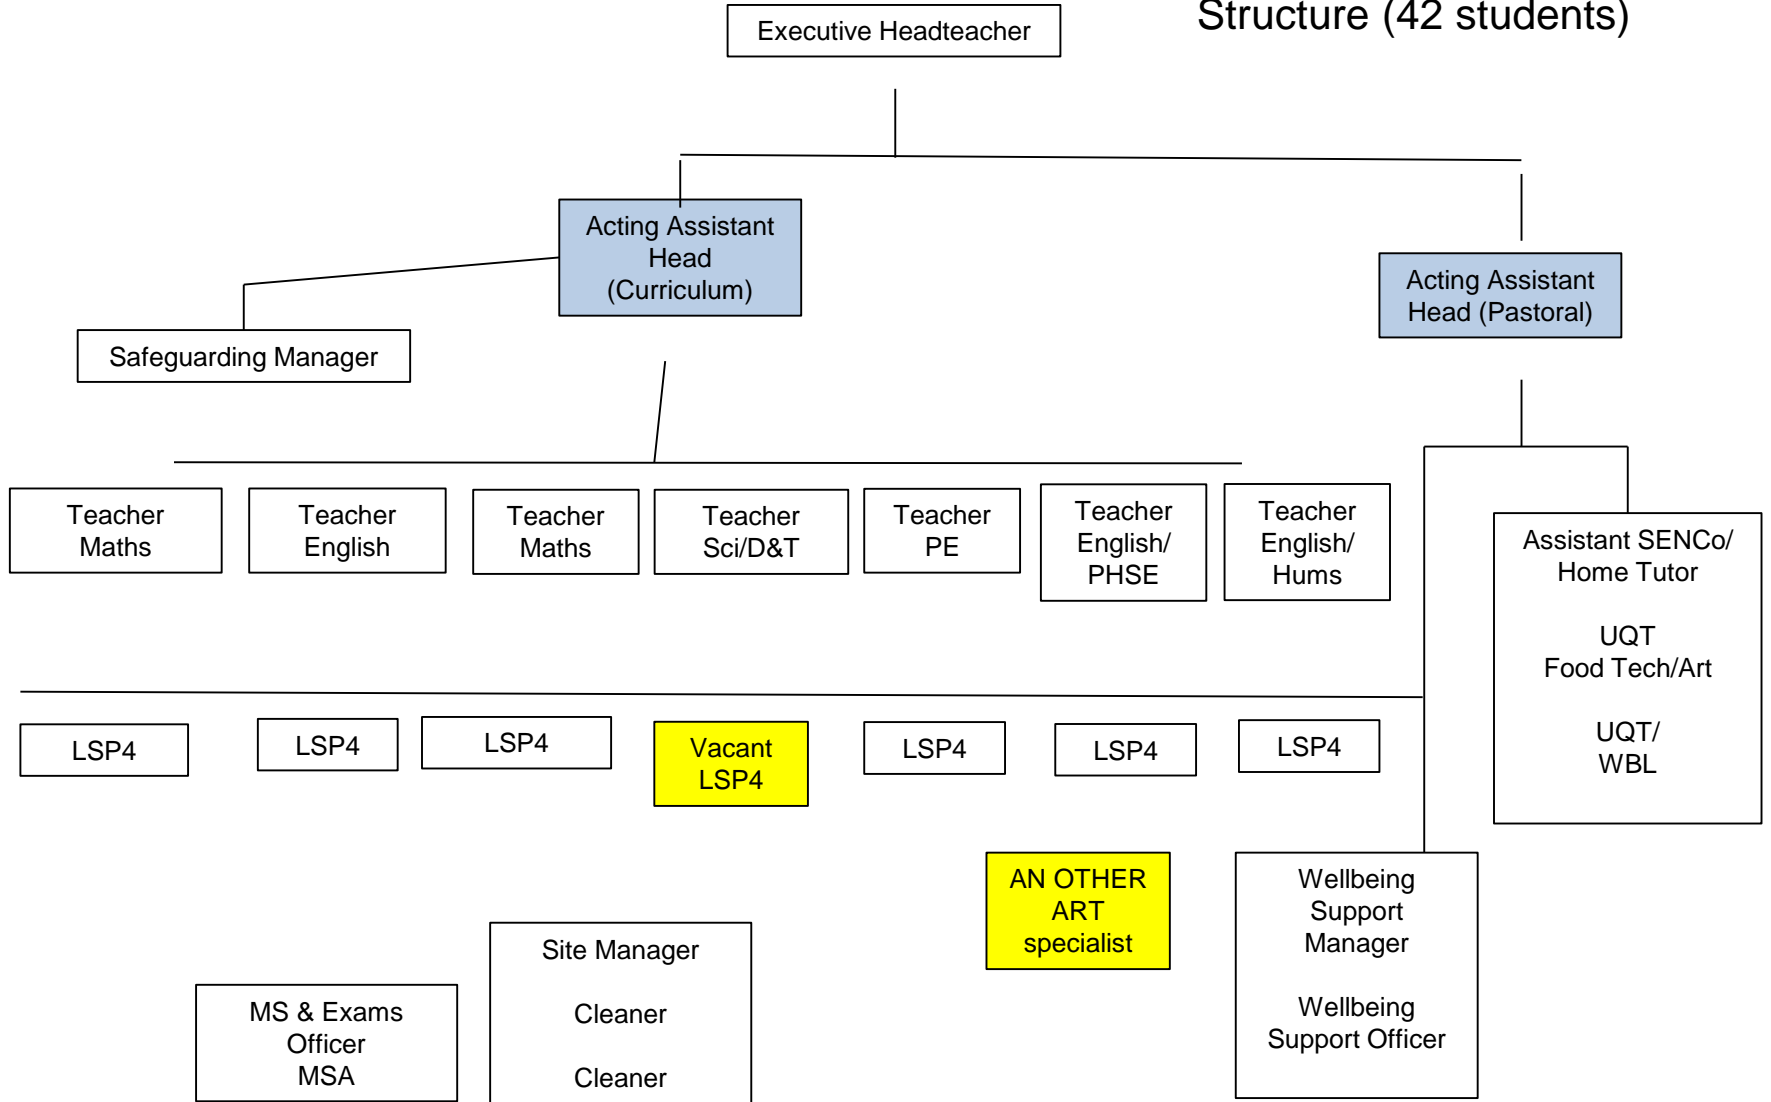 Structure (42 students)
Executive Headteacher
Acting Assistant
Head
(Curriculum)
Acting Assistant
Head (Pastoral)
Safeguarding Manager
Teacher
Maths
Teacher
English
Teacher
Maths
Teacher
Sci/D&T
Teacher
PE
Teacher
English/
PHSE
Teacher
English/
Hums
Assistant SENCo/
Home Tutor
UQT
Food Tech/Art
UQT/
WBL
LSP4
LSP4
LSP4
Vacant
LSP4
LSP4
LSP4
LSP4
AN OTHER
ART
specialist
Wellbeing
Support
Manager
Wellbeing
Support Officer
Site Manager
Cleaner
Cleaner
MS & Exams
Officer
MSA